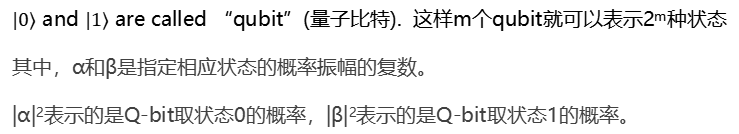 |0⟩ and |1⟩ are called “qubit”(量子比特). 这样m个qubit就可以表示2ᵐ种状态
其中，α和β是指定相应状态的概率振幅的复数。
|α|²表示的是Q-bit取状态0的概率，|β|²表示的是Q-bit取状态1的概率。